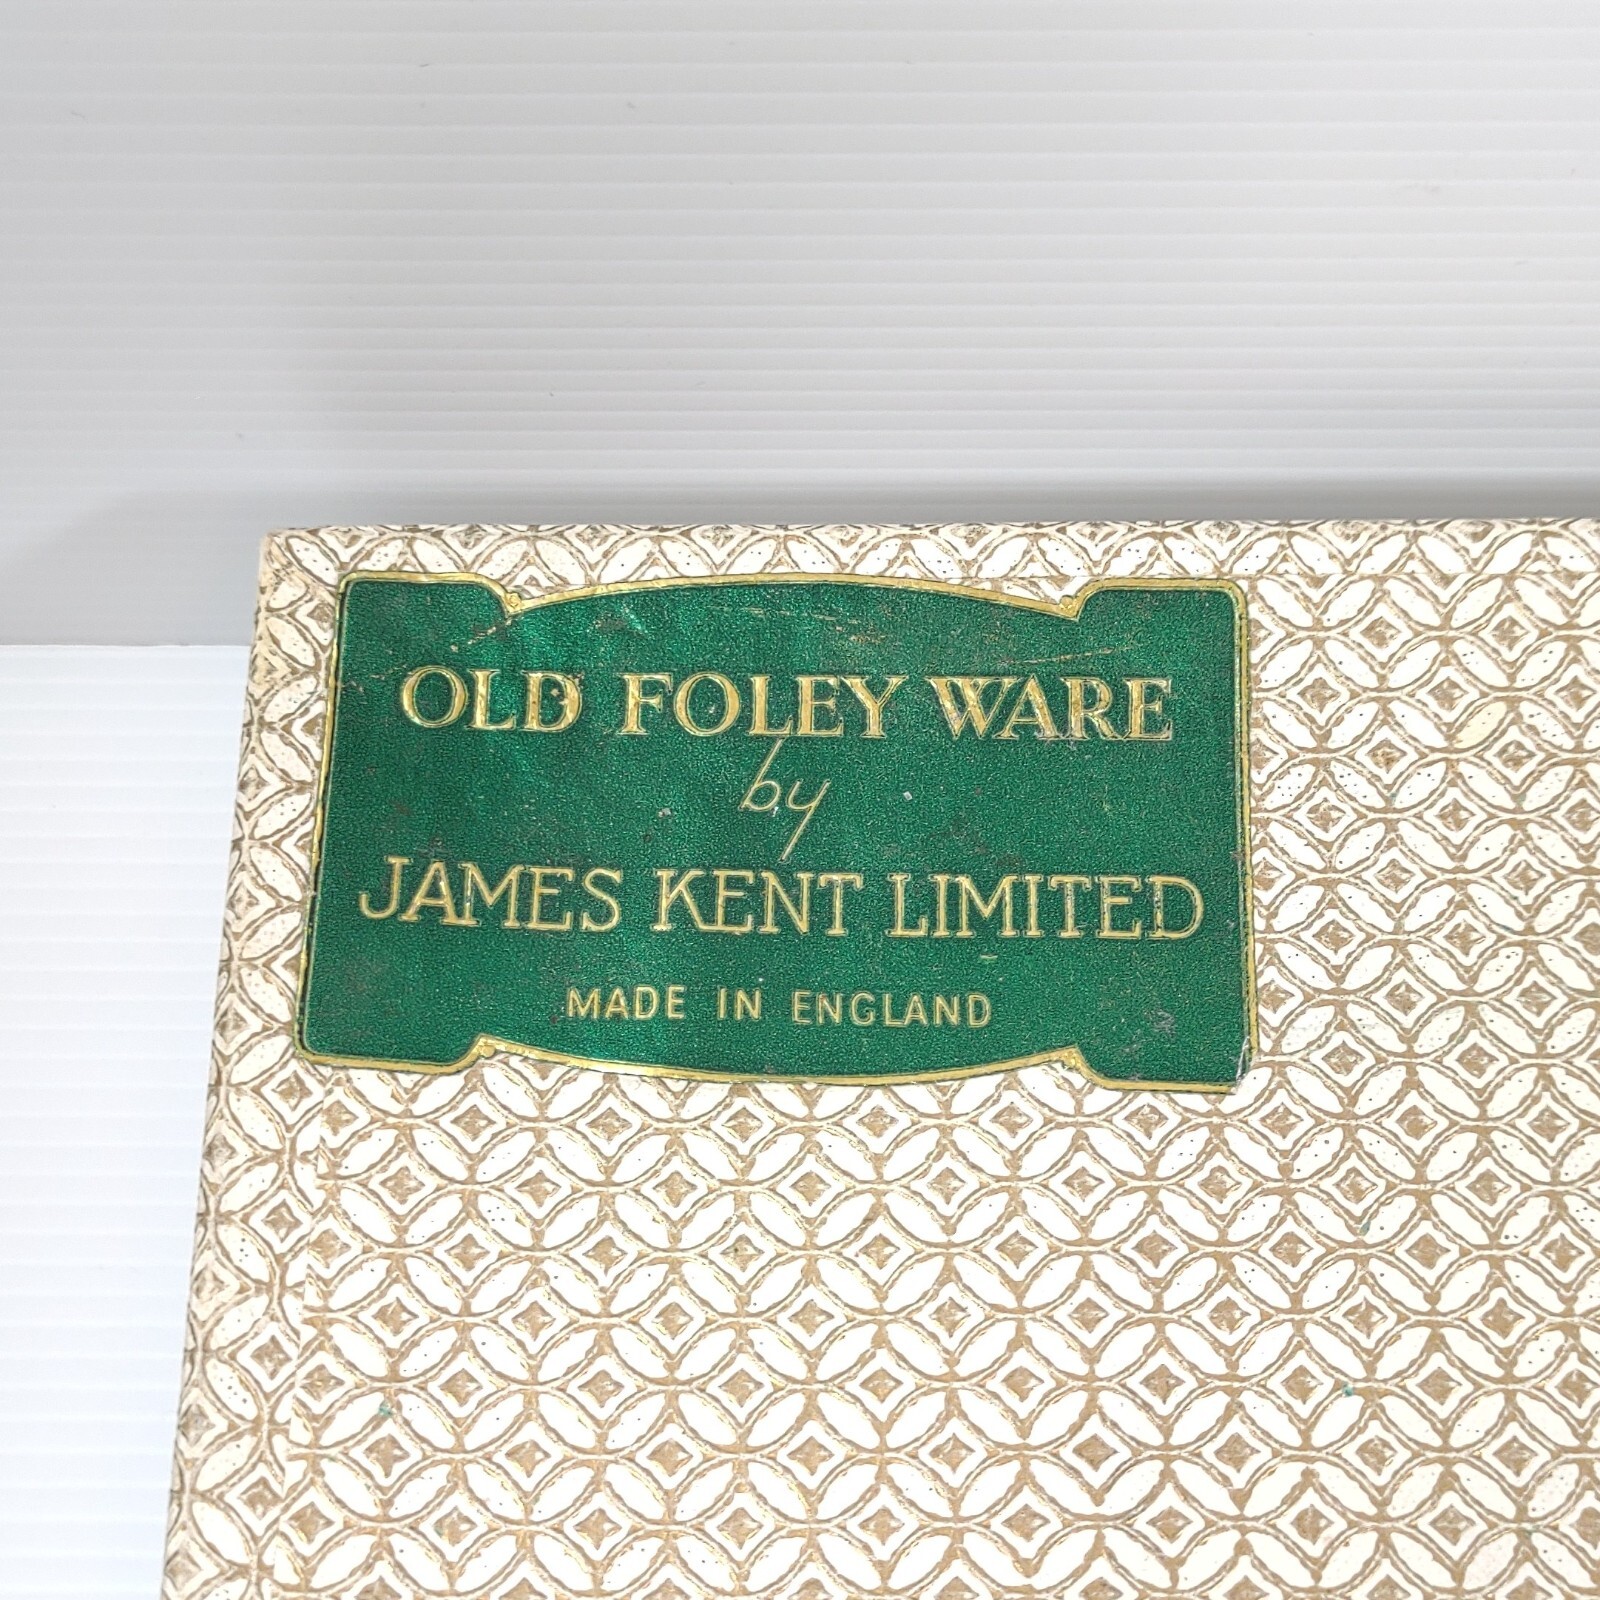 OLD FOLEY WARE
by
JAMES KENT LIMITED
MADE IN ENGLAND